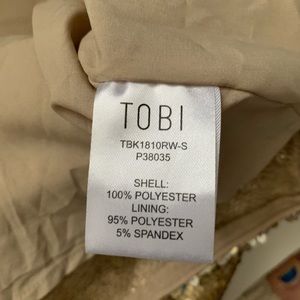 TOBI
TBK1810RW-S
P38035
SHELL:
100% POLYESTER
LINING:
95% POLYESTER
5% SPANDEX